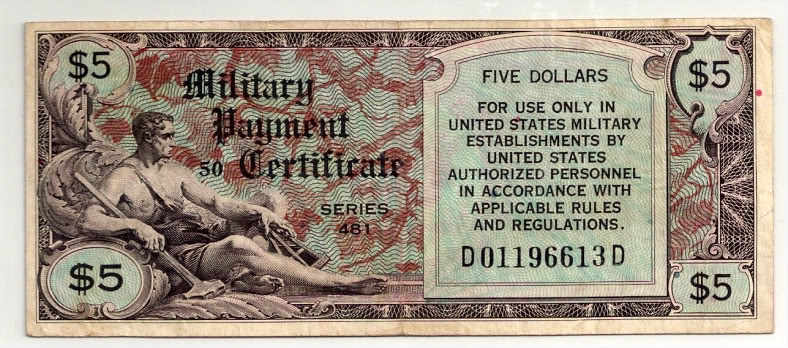 $5
$5
Military
Payment
50 Certificate
SERIES
481
FIVE DOLLARS
FOR USE ONLY IN
UNITED STATES MILITARY
ESTABLISHMENTS BY
UNITED STATES
AUTHORIZED PERSONNEL
IN ACCORDANCE WITH
APPLICABLE RULES
AND REGULATIONS.
D01196613D
$5
$5